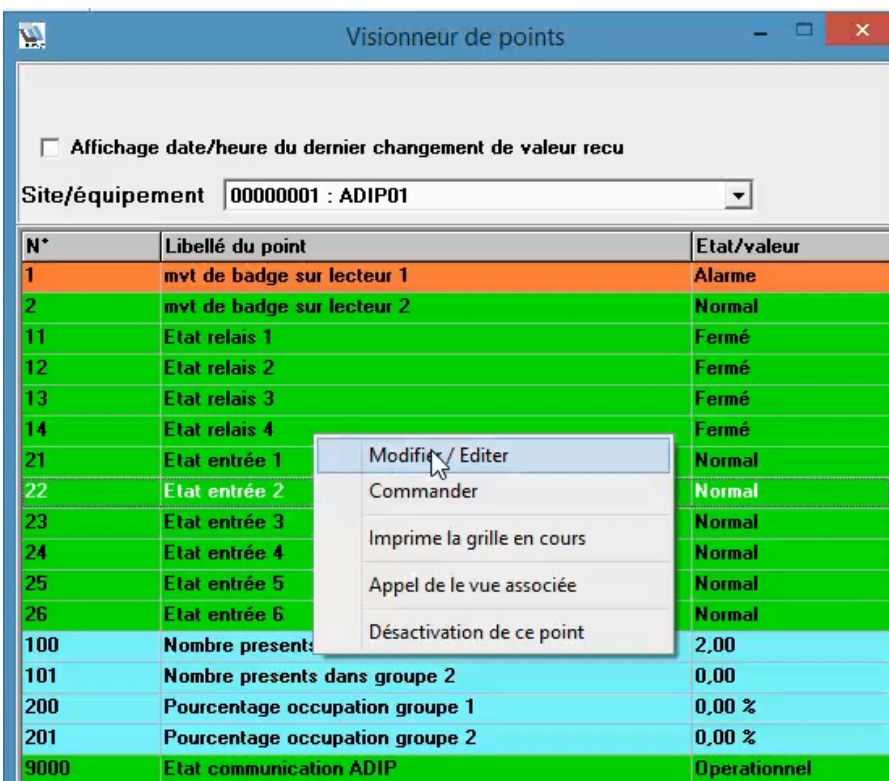 Visionneur de points
Affichage date/heure du dernier changement de valeur recu
Site/équipement 00000001 : ADIP01
N° Libellé du point Etat/valeur
1 mvt de badge sur lecteur 1 Alarme
2 mvt de badge sur lecteur 2 Normal
11 Etat relais 1 Fermé
12 Etat relais 2 Fermé
13 Etat relais 3 Fermé
14 Etat relais 4 Fermé
21 Etat entrée 1 Normal
22 Etat entrée 2 Normal
23 Etat entrée 3 Normal
24 Etat entrée 4 Normal
25 Etat entrée 5 Normal
26 Etat entrée 6 Normal
100 Nombre presents 2,00
101 Nombre presents dans groupe 2 0,00
200 Pourcentage occupation groupe 1 0,00 %
201 Pourcentage occupation groupe 2 0,00 %
9000 Etat communication ADIP Operationnel
Modifier / Editer
Commander
Imprime la grille en cours
Appel de le vue associée
Désactivation de ce point